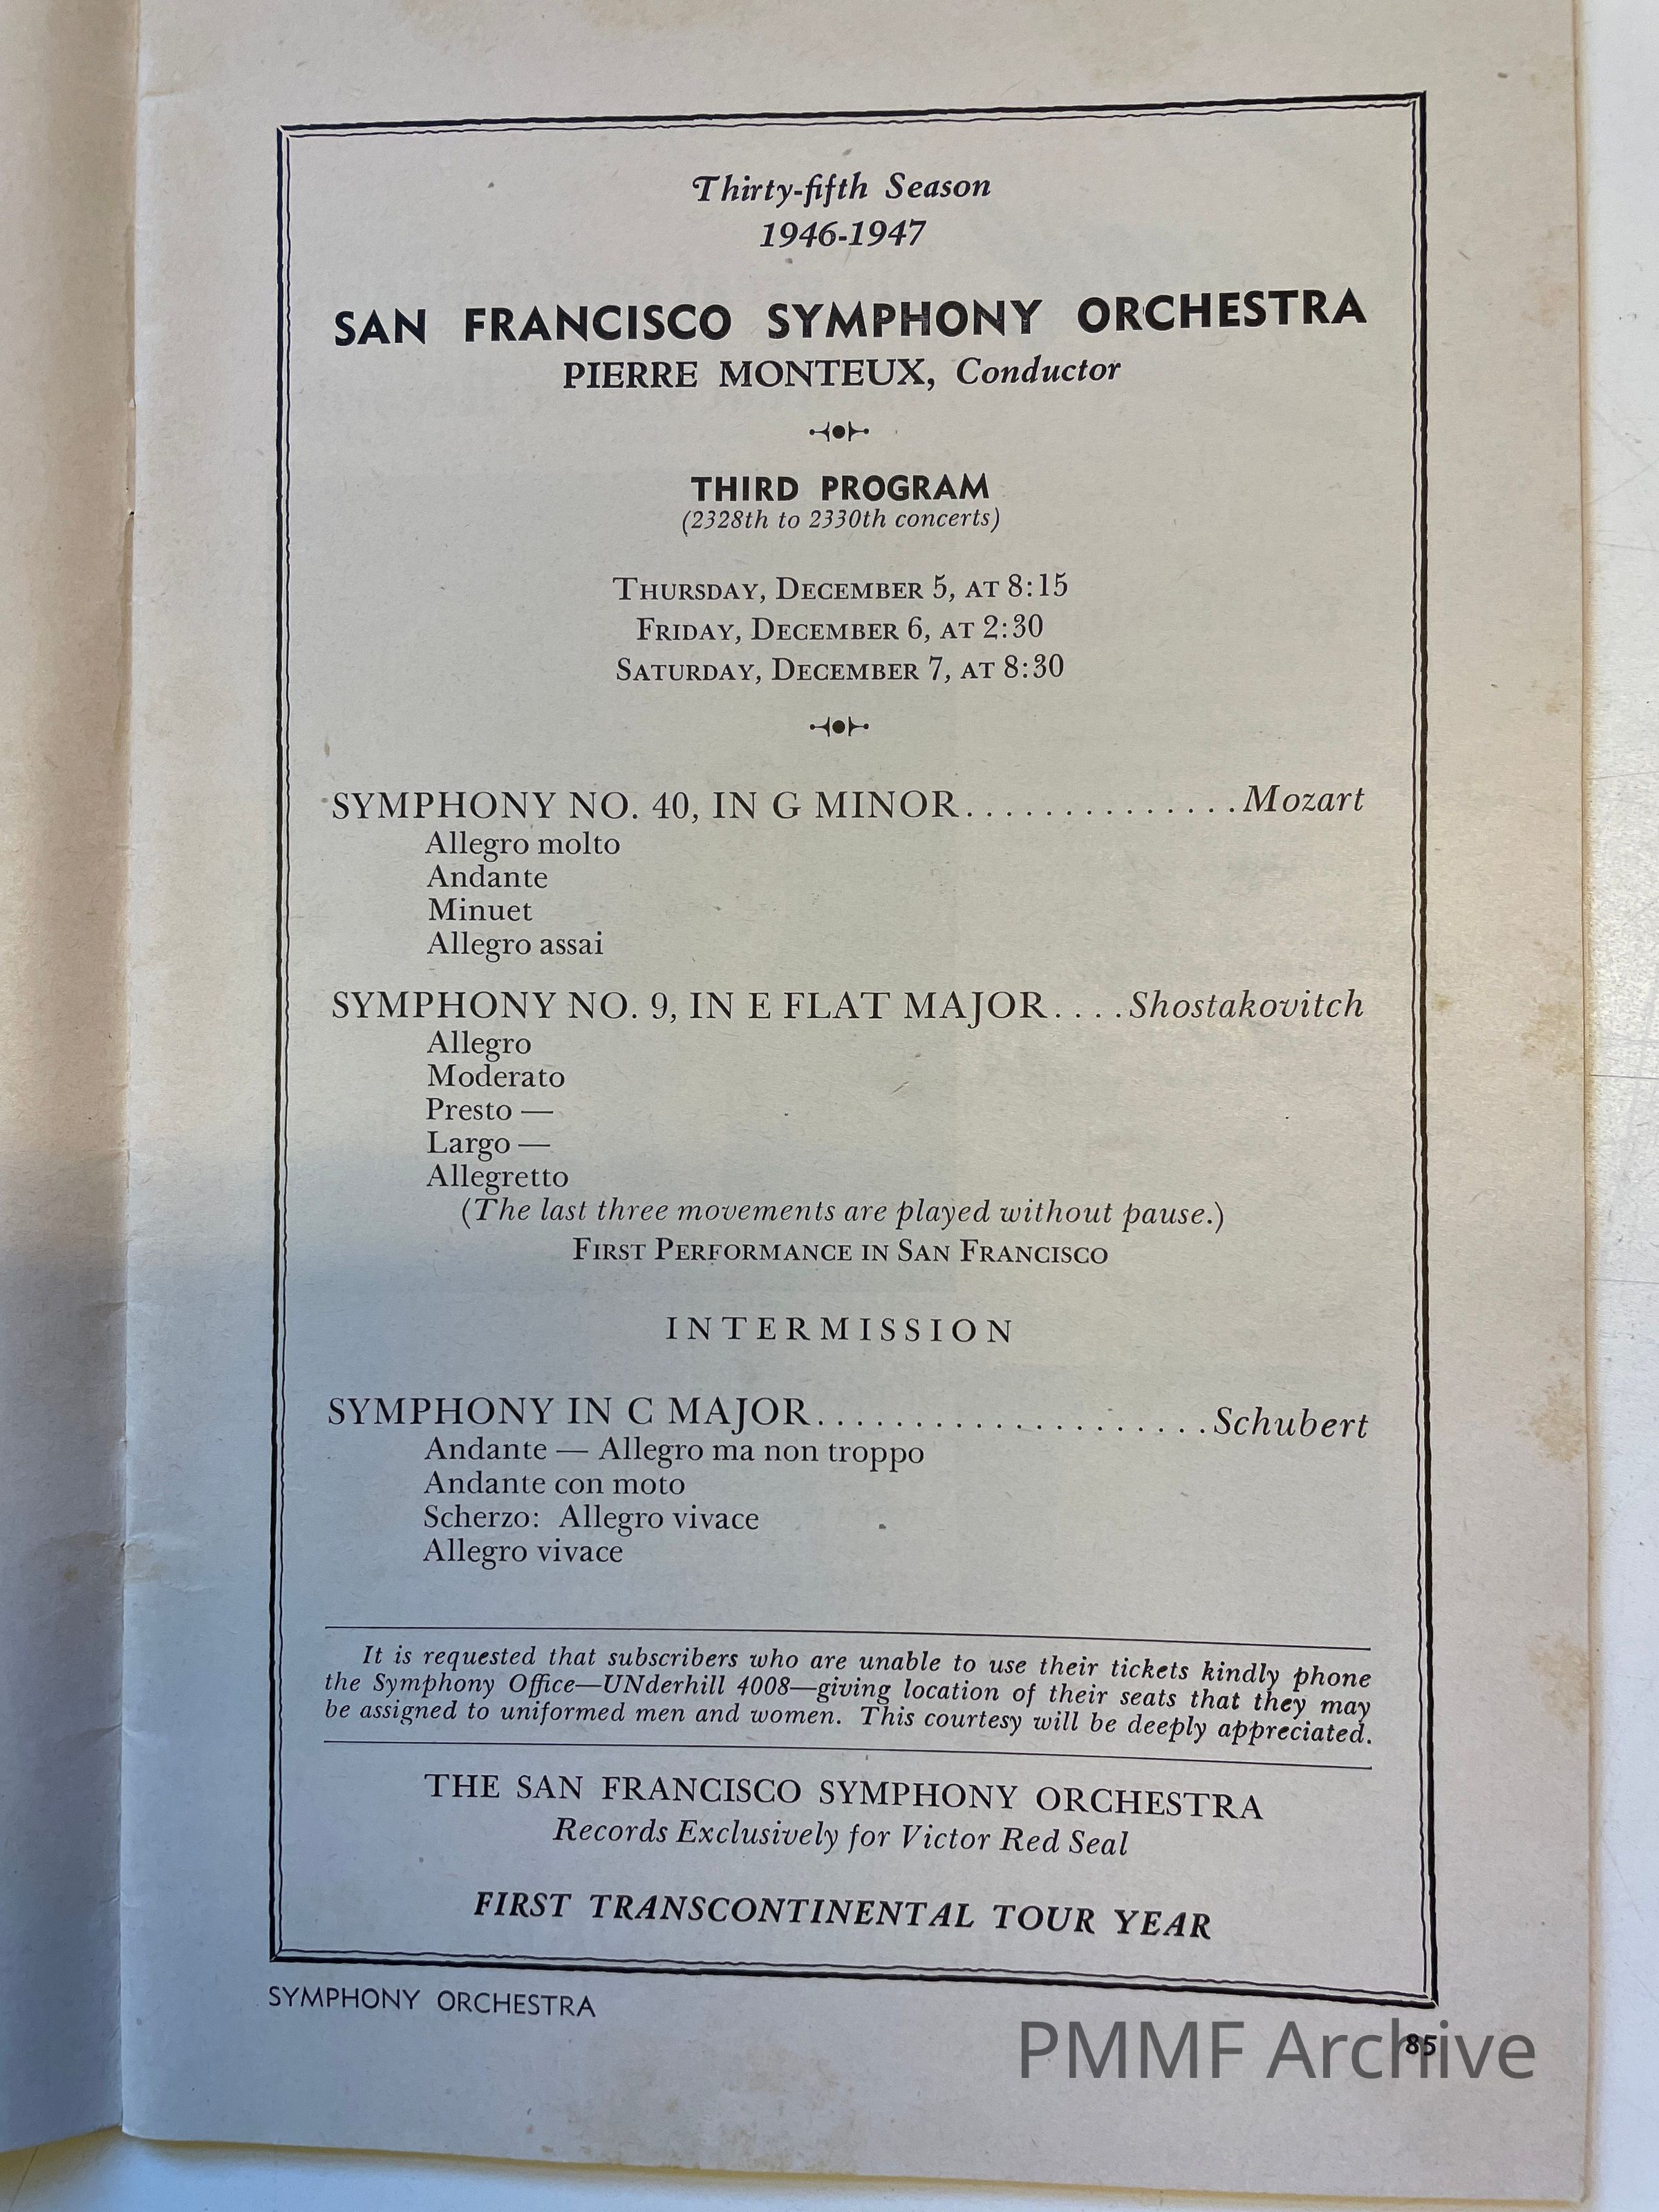 Thirty-fifth Season
1946-1947
SAN FRANCISCO SYMPHONY ORCHESTRA
PIERRE MONTEUX, Conductor
THIRD PROGRAM
(2328th to 2330th concerts)
THURSDAY, DECEMBER 5, AT 8:15
FRIDAY, DECEMBER 6, AT 2:30
SATURDAY, DECEMBER 7, AT 8:30
SYMPHONY NO. 40, IN G MINOR..............Mozart
Allegro molto
Andante
Minuet
Allegro assai
SYMPHONY NO. 9, IN E FLAT MAJOR....Shostakovitch
Allegro
Moderato
Presto —
Largo —
Allegretto
(The last three movements are played without pause.)
FIRST PERFORMANCE IN SAN FRANCISCO
INTERMISSION
SYMPHONY IN C MAJOR....................Schubert
Andante — Allegro ma non troppo
Andante con moto
Scherzo: Allegro vivace
Allegro vivace
It is requested that subscribers who are unable to use their tickets kindly phone
the Symphony Office—UNderhill 4008—giving location of their seats that they may
be assigned to uniformed men and women. This courtesy will be deeply appreciated.
THE SAN FRANCISCO SYMPHONY ORCHESTRA
Records Exclusively for Victor Red Seal
FIRST TRANSCONTINENTAL TOUR YEAR
SYMPHONY ORCHESTRA
85
PMMF Archive